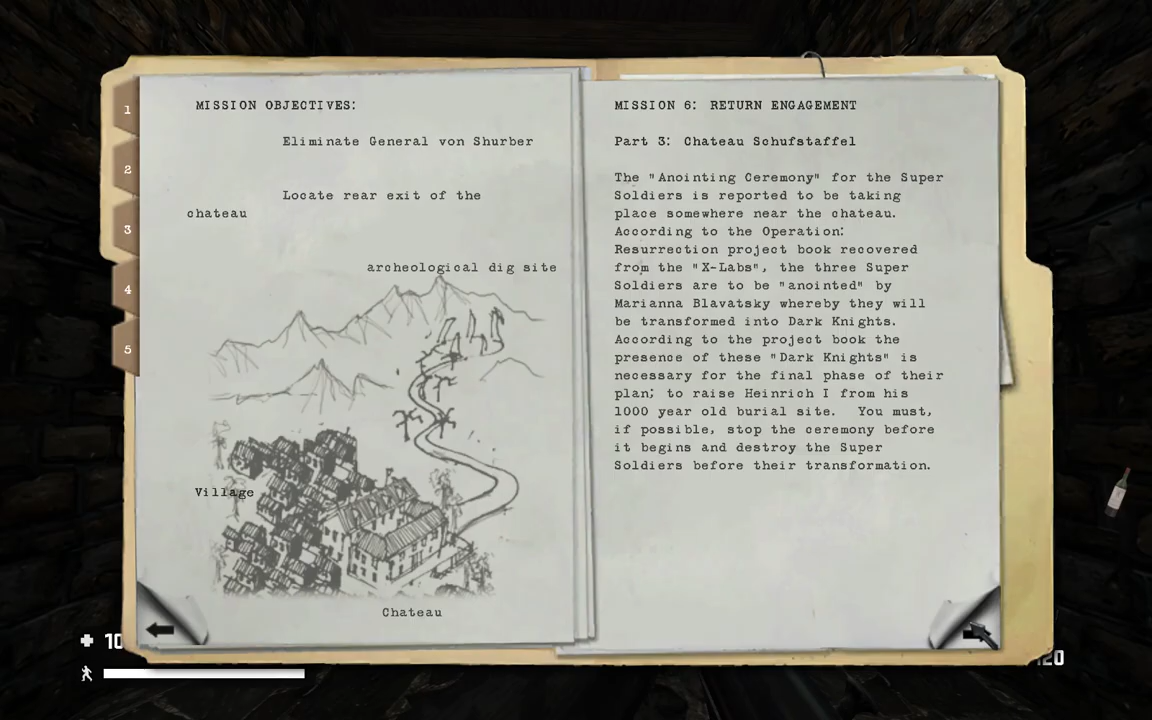 1
2
3
4
5
MISSION OBJECTIVES:
Eliminate General von Shurber
Locate rear exit of the
chateau
archeological dig site
Village
Chateau
MISSION 6: RETURN ENGAGEMENT
Part 3: Chateau Schufstaffel
The "Anointing Ceremony" for the Super
Soldiers is reported to be taking
place somewhere near the chateau.
According to the Operation:
Resurrection project book recovered
from the "X-Labs", the three Super
Soldiers are to be "anointed" by
Marianna Blavatsky whereby they will
be transformed into Dark Knights.
According to the project book the
presence of these "Dark Knights" is
necessary for the final phase of their
plan; to raise Heinrich I from his
1000 year old burial site. You must,
if possible, stop the ceremony before
it begins and destroy the Super
Soldiers before their transformation.